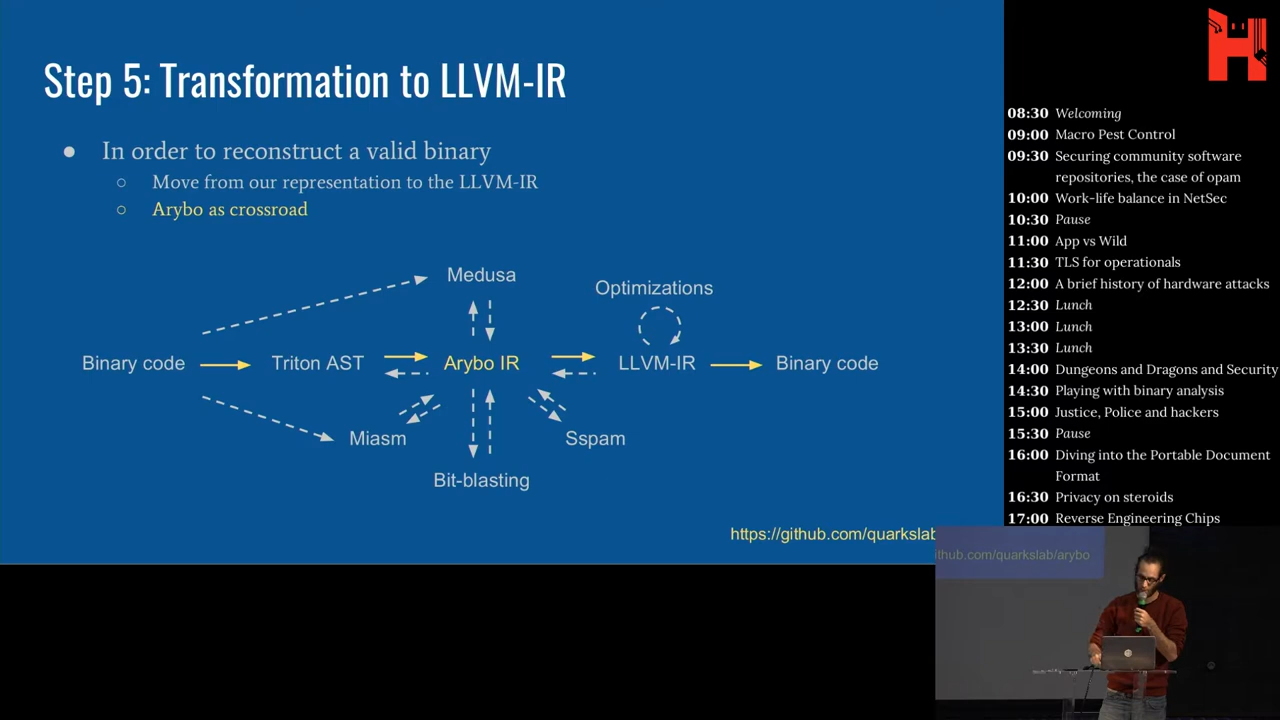 Step 5: Transformation to LLVM-IR
● In order to reconstruct a valid binary
○ Move from our representation to the LLVM-IR
○ Arybo as crossroad
Medusa
Optimizations
Binary code
Triton AST
Arybo IR
LLVM-IR
Binary code
Miasm
Sspam
Bit-blasting
https://github.com/quarkslab
H
08:30 Welcoming
09:00 Macro Pest Control
09:30 Securing community software
repositories, the case of opam
10:00 Work-life balance in NetSec
10:30 Pause
11:00 App vs Wild
11:30 TLS for operationals
12:00 A brief history of hardware attacks
12:30 Lunch
13:00 Lunch
13:30 Lunch
14:00 Dungeons and Dragons and Security
14:30 Playing with binary analysis
15:00 Justice, Police and hackers
15:30 Pause
16:00 Diving into the Portable Document
Format
16:30 Privacy on steroids
17:00 Reverse Engineering Chips
ithub.com/quarkslab/arybo